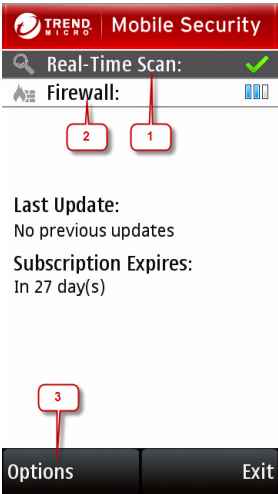 TREND MICRO Mobile Security
Real-Time Scan:
Firewall:
2 1
Last Update:
No previous updates
Subscription Expires:
In 27 day(s)
3
Options Exit